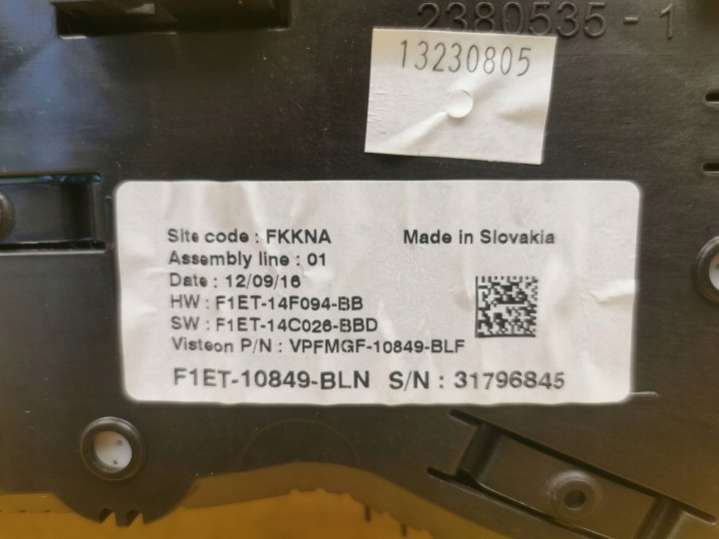 2380535-1
13230805
Site code : FKKNA Made in Slovakia
Assembly line : 01
Date : 12/09/16
HW : F1ET-14F094-BB
SW : F1ET-14C026-BBD
Visteon P/N : VPFMGF-10849-BLF
F1ET-10849-BLN S/N : 31796845